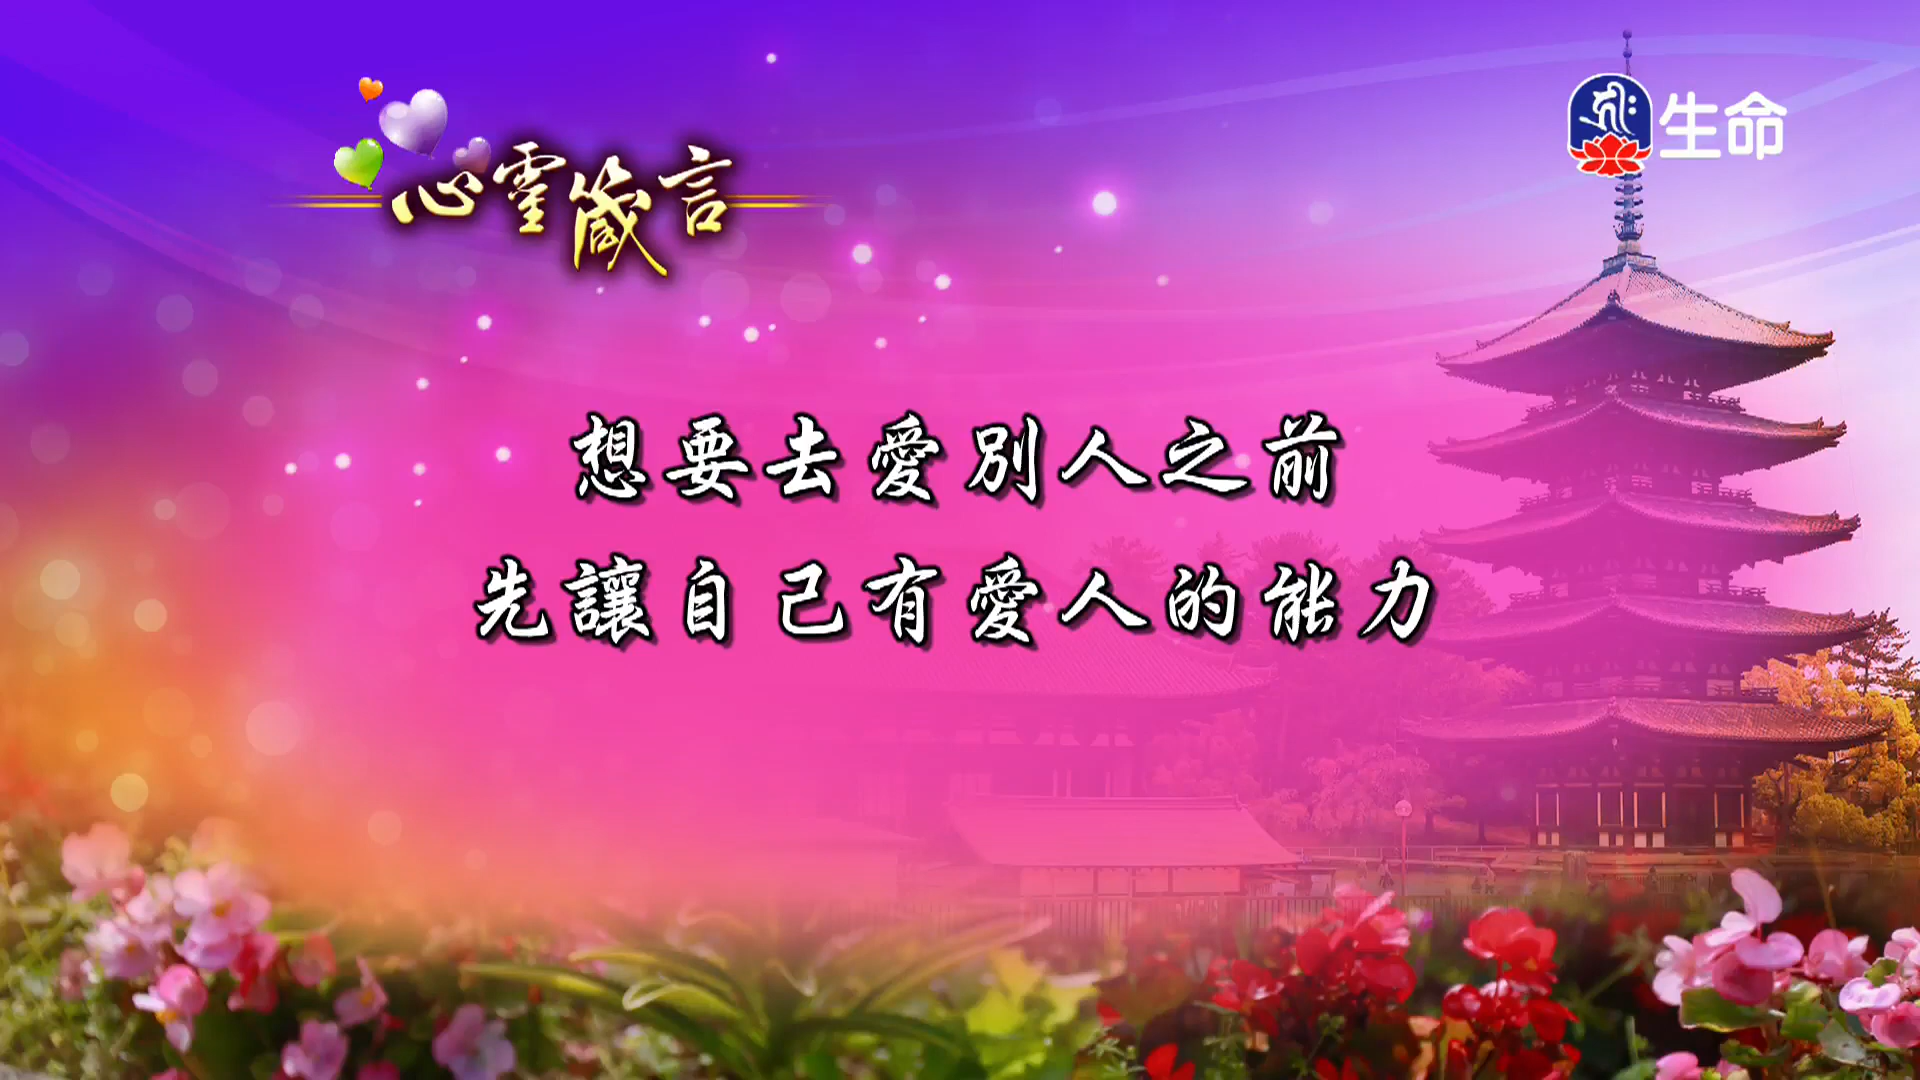 心靈箴言
生命
想要去愛別人之前
先讓自己有愛人的能力